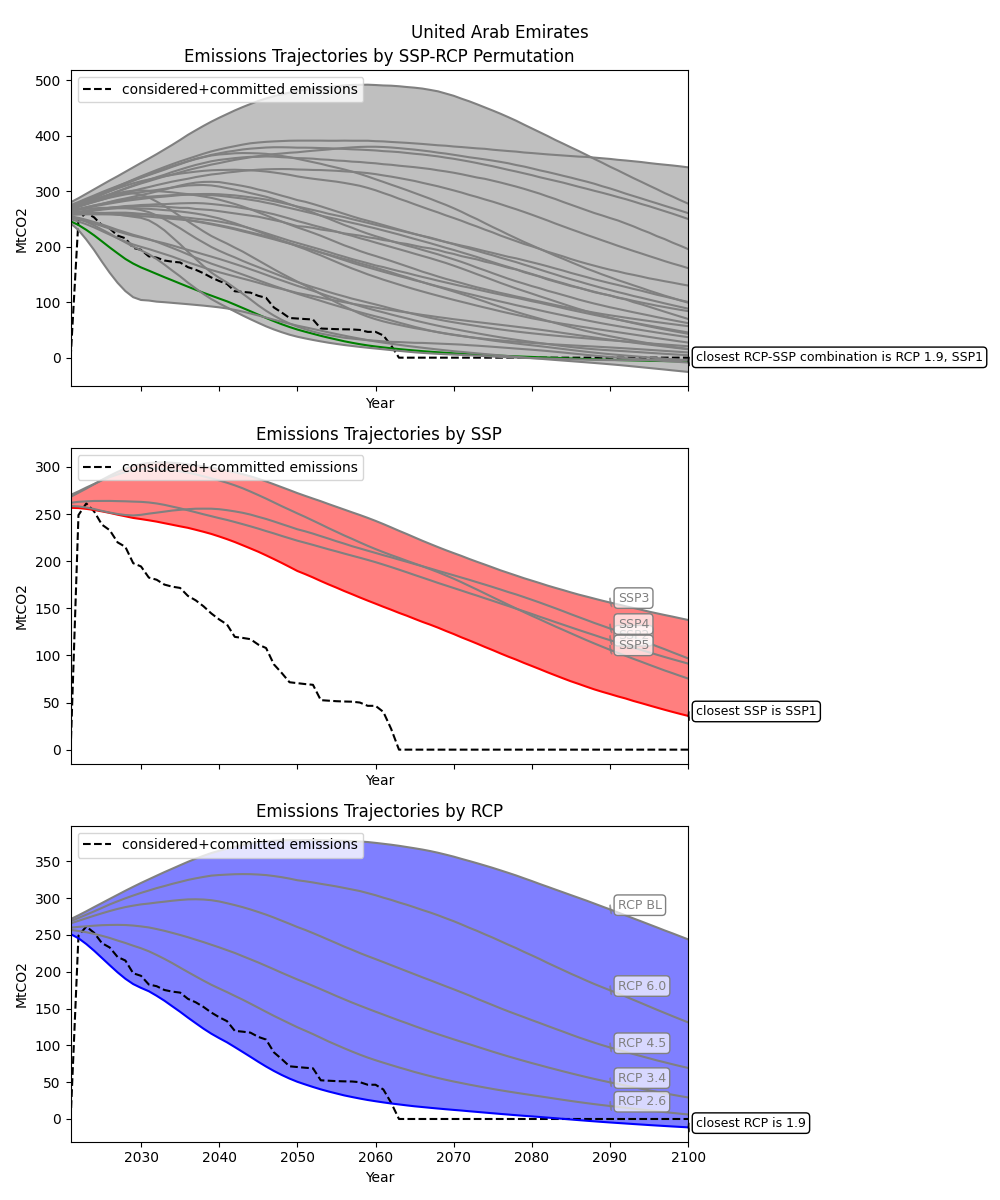 United Arab Emirates
Emissions Trajectories by SSP-RCP Permutation
500
400
300
200
100
0
MtCO2
considered+committed emissions
closest RCP-SSP combination is RCP 1.9, SSP1
Year
Emissions Trajectories by SSP
300
250
200
150
100
50
0
MtCO2
considered+committed emissions
SSP3
SSP4
SSP5
closest SSP is SSP1
Year
Emissions Trajectories by RCP
350
300
250
200
150
100
50
0
MtCO2
considered+committed emissions
RCP BL
RCP 6.0
RCP 4.5
RCP 3.4
RCP 2.6
closest RCP is 1.9
2030 2040 2050 2060 2070 2080 2090 2100
Year